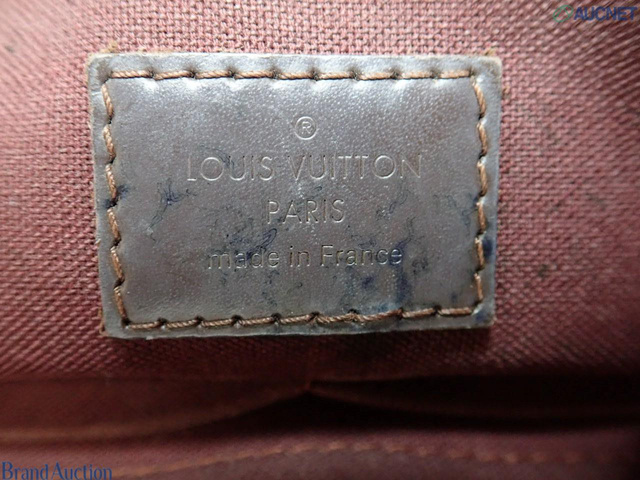 AUCNET
®
LOUIS VUITTON
PARIS
made in France
Brand Auction